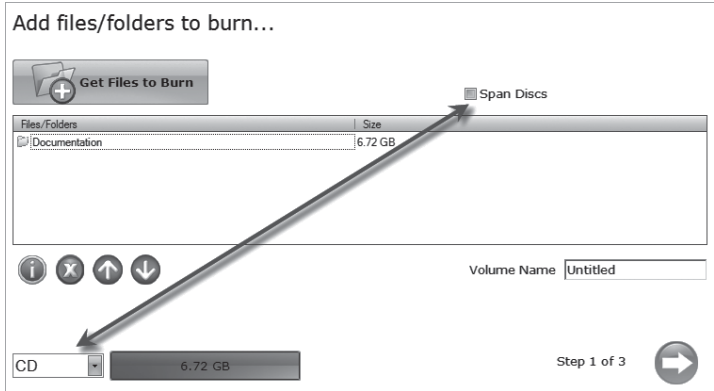 Add files/folders to burn...
Get Files to Burn
Span Discs
Files/Folders Size
Documentation 6.72 GB
Volume Name Untitled
CD 6.72 GB Step 1 of 3